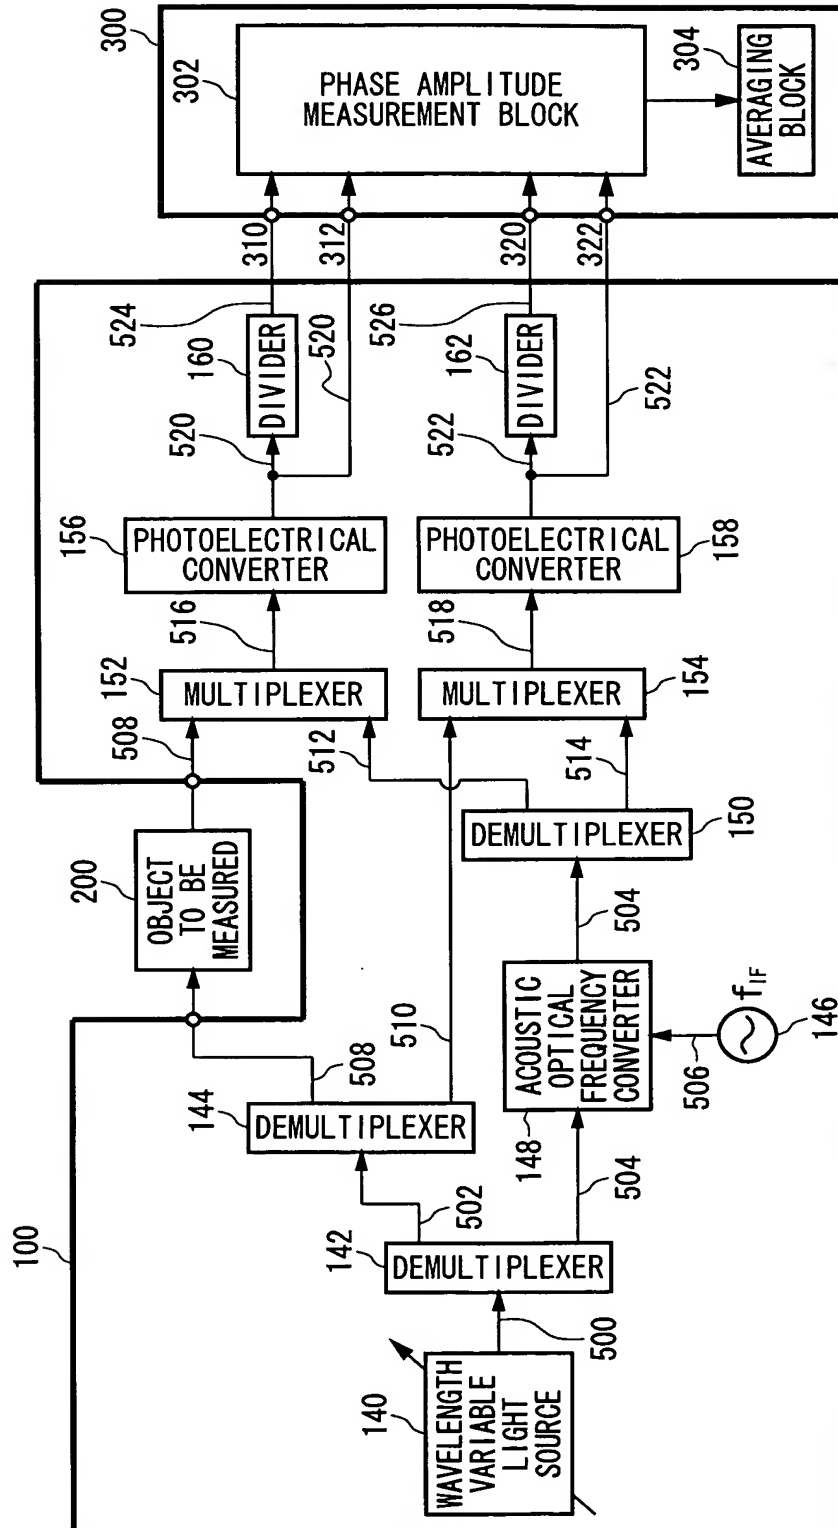 100
140
WAVELENGTH
VARIABLE
LIGHT
SOURCE
500
142
DEMULTIPLEXER
502
504
144
DEMULTIPLEXER
508
510
148
ACOUSTIC
OPTICAL
FREQUENCY
CONVERTER
506
fIF
146
504
200
OBJECT
TO BE
MEASURED
508
DEMULTIPLEXER
150
512
514
152
MULTIPLEXER
MULTIPLEXER
154
516
518
156
PHOTOELECTRICAL
CONVERTER
PHOTOELECTRICAL
CONVERTER
158
520
522
160
DIVIDER
520
162
DIVIDER
522
524
526
310
312
320
322
300
302
PHASE AMPLITUDE
MEASUREMENT BLOCK
304
AVERAGING
BLOCK